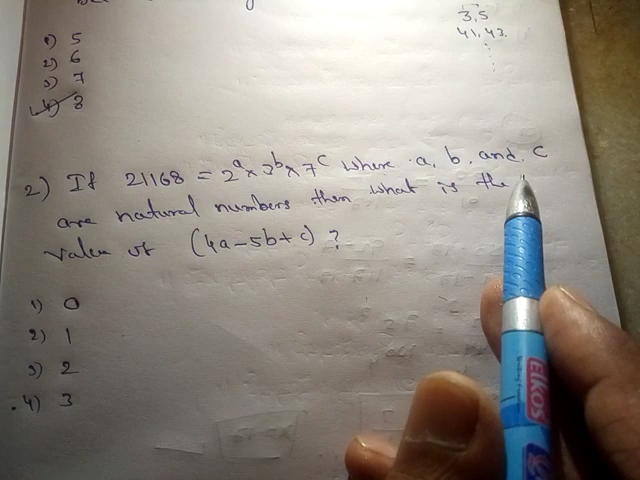 3, 5
41, 43.
1) 5
2) 6
3) 7
4) 8
2) If 21168 = 2^a x 3^b x 7^c where a, b, and c
are natural numbers then what is the
value of (4a-5b+c) ?
1) 0
2) 1
3) 2
4) 3
ELKOS